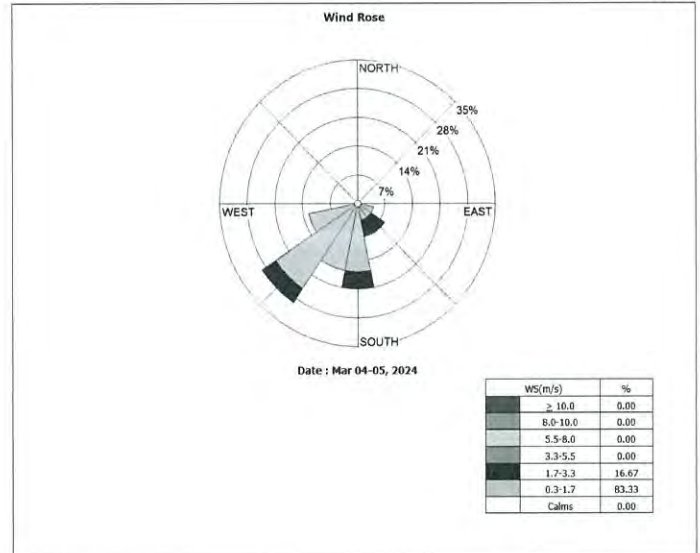 Wind Rose
NORTH
35%
28%
21%
14%
7%
WEST
EAST
SOUTH
Date : Mar 04-05, 2024
WS(m/s) %
≥ 10.0 0.00
8.0-10.0 0.00
5.5-8.0 0.00
3.3-5.5 0.00
1.7-3.3 16.67
0.3-1.7 83.33
Calms 0.00